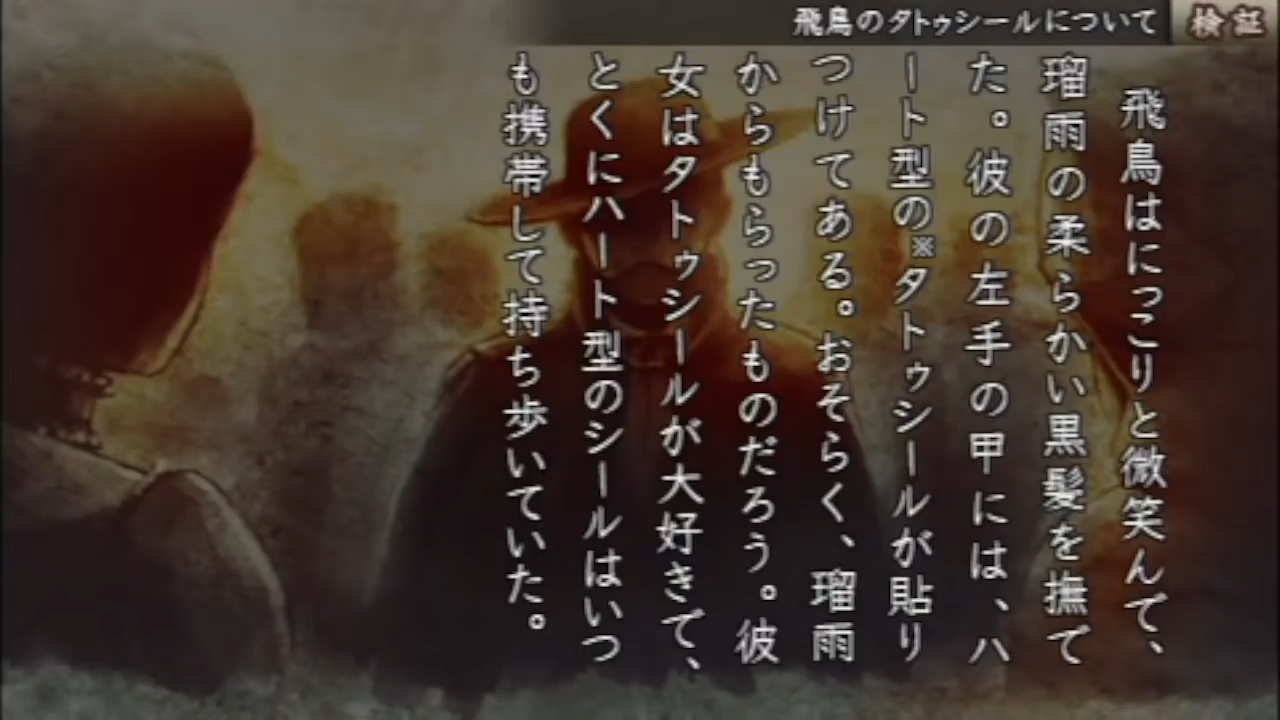 飛鳥のタトゥシールについて
検証
飛鳥はにっこりと微笑んで、
瑠雨の柔らかい黒髪を撫で
た。彼の左手の甲には、ハ
ート型の※タトゥシールが貼り
つけてある。おそらく、瑠雨
からもらったものだろう。彼
女はタトゥシールが大好きで、
とくにハート型のシールはいつ
も携帯して持ち歩いていた。